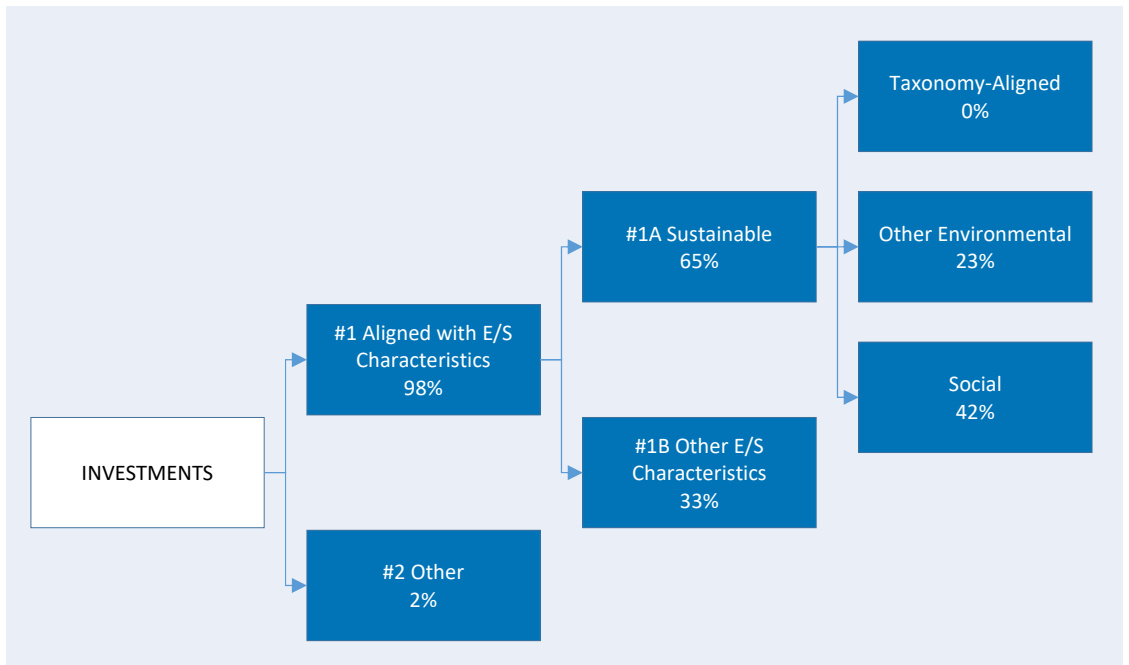 INVESTMENTS
#1 Aligned with E/S
Characteristics
98%
#2 Other
2%
#1A Sustainable
65%
#1B Other E/S
Characteristics
33%
Taxonomy-Aligned
0%
Other Environmental
23%
Social
42%